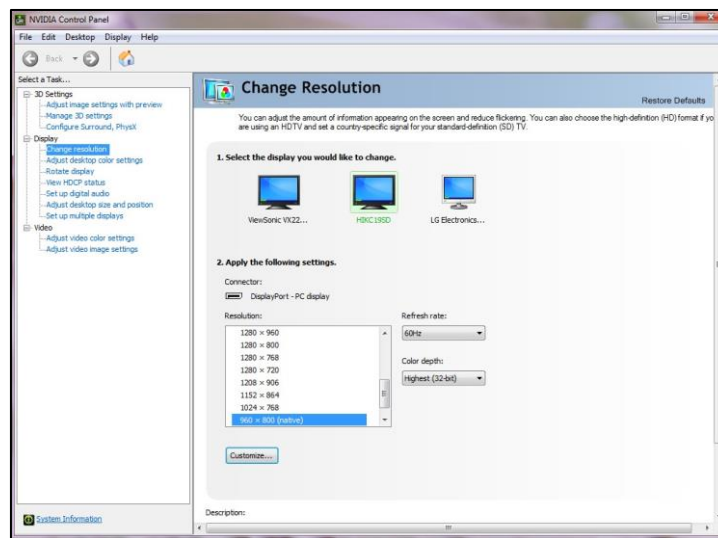 NVIDIA Control Panel
File Edit Desktop Display Help
Back
Select a Task...
3D Settings
Adjust image settings with preview
Manage 3D settings
Configure Surround, PhysX
Display
Change resolution
Adjust desktop color settings
Rotate display
View HDCP status
Set up digital audio
Adjust desktop size and position
Set up multiple displays
Video
Adjust video color settings
Adjust video image settings
System Information
Change Resolution
Restore Defaults
You can adjust the amount of information appearing on the screen and reduce flickering. You can also choose the high-definition (HD) format if yo
are using an HDTV and set a country-specific signal for your standard-definition (SD) TV.
1. Select the display you would like to change.
ViewSonic VX22... HIKC195D LG Electronics...
2. Apply the following settings.
Connector:
DisplayPort - PC display
Resolution:
1280 × 960
1280 × 800
1280 × 768
1280 × 720
1208 × 906
1152 × 864
1024 × 768
960 × 800 (native)
Refresh rate:
60Hz
Color depth:
Highest (32-bit)
Customize...
Description: